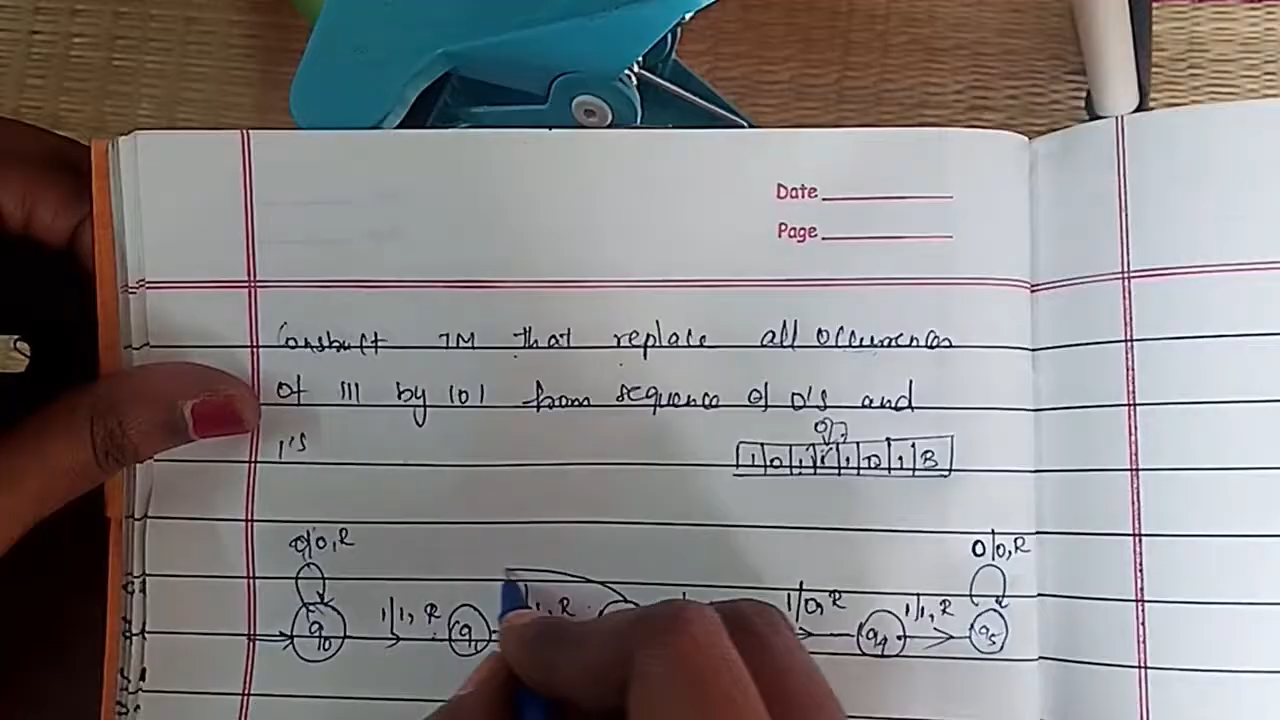 Date
Page
Construct TM that replace all occurrences
of 111 by 101 from sequence of 0's and
1's
1 0 1 1 0 1 B
0/0, R
0/0, R
1/1, R
/1, R
1/0, R
1/1, R
q0
q1
q4
q5